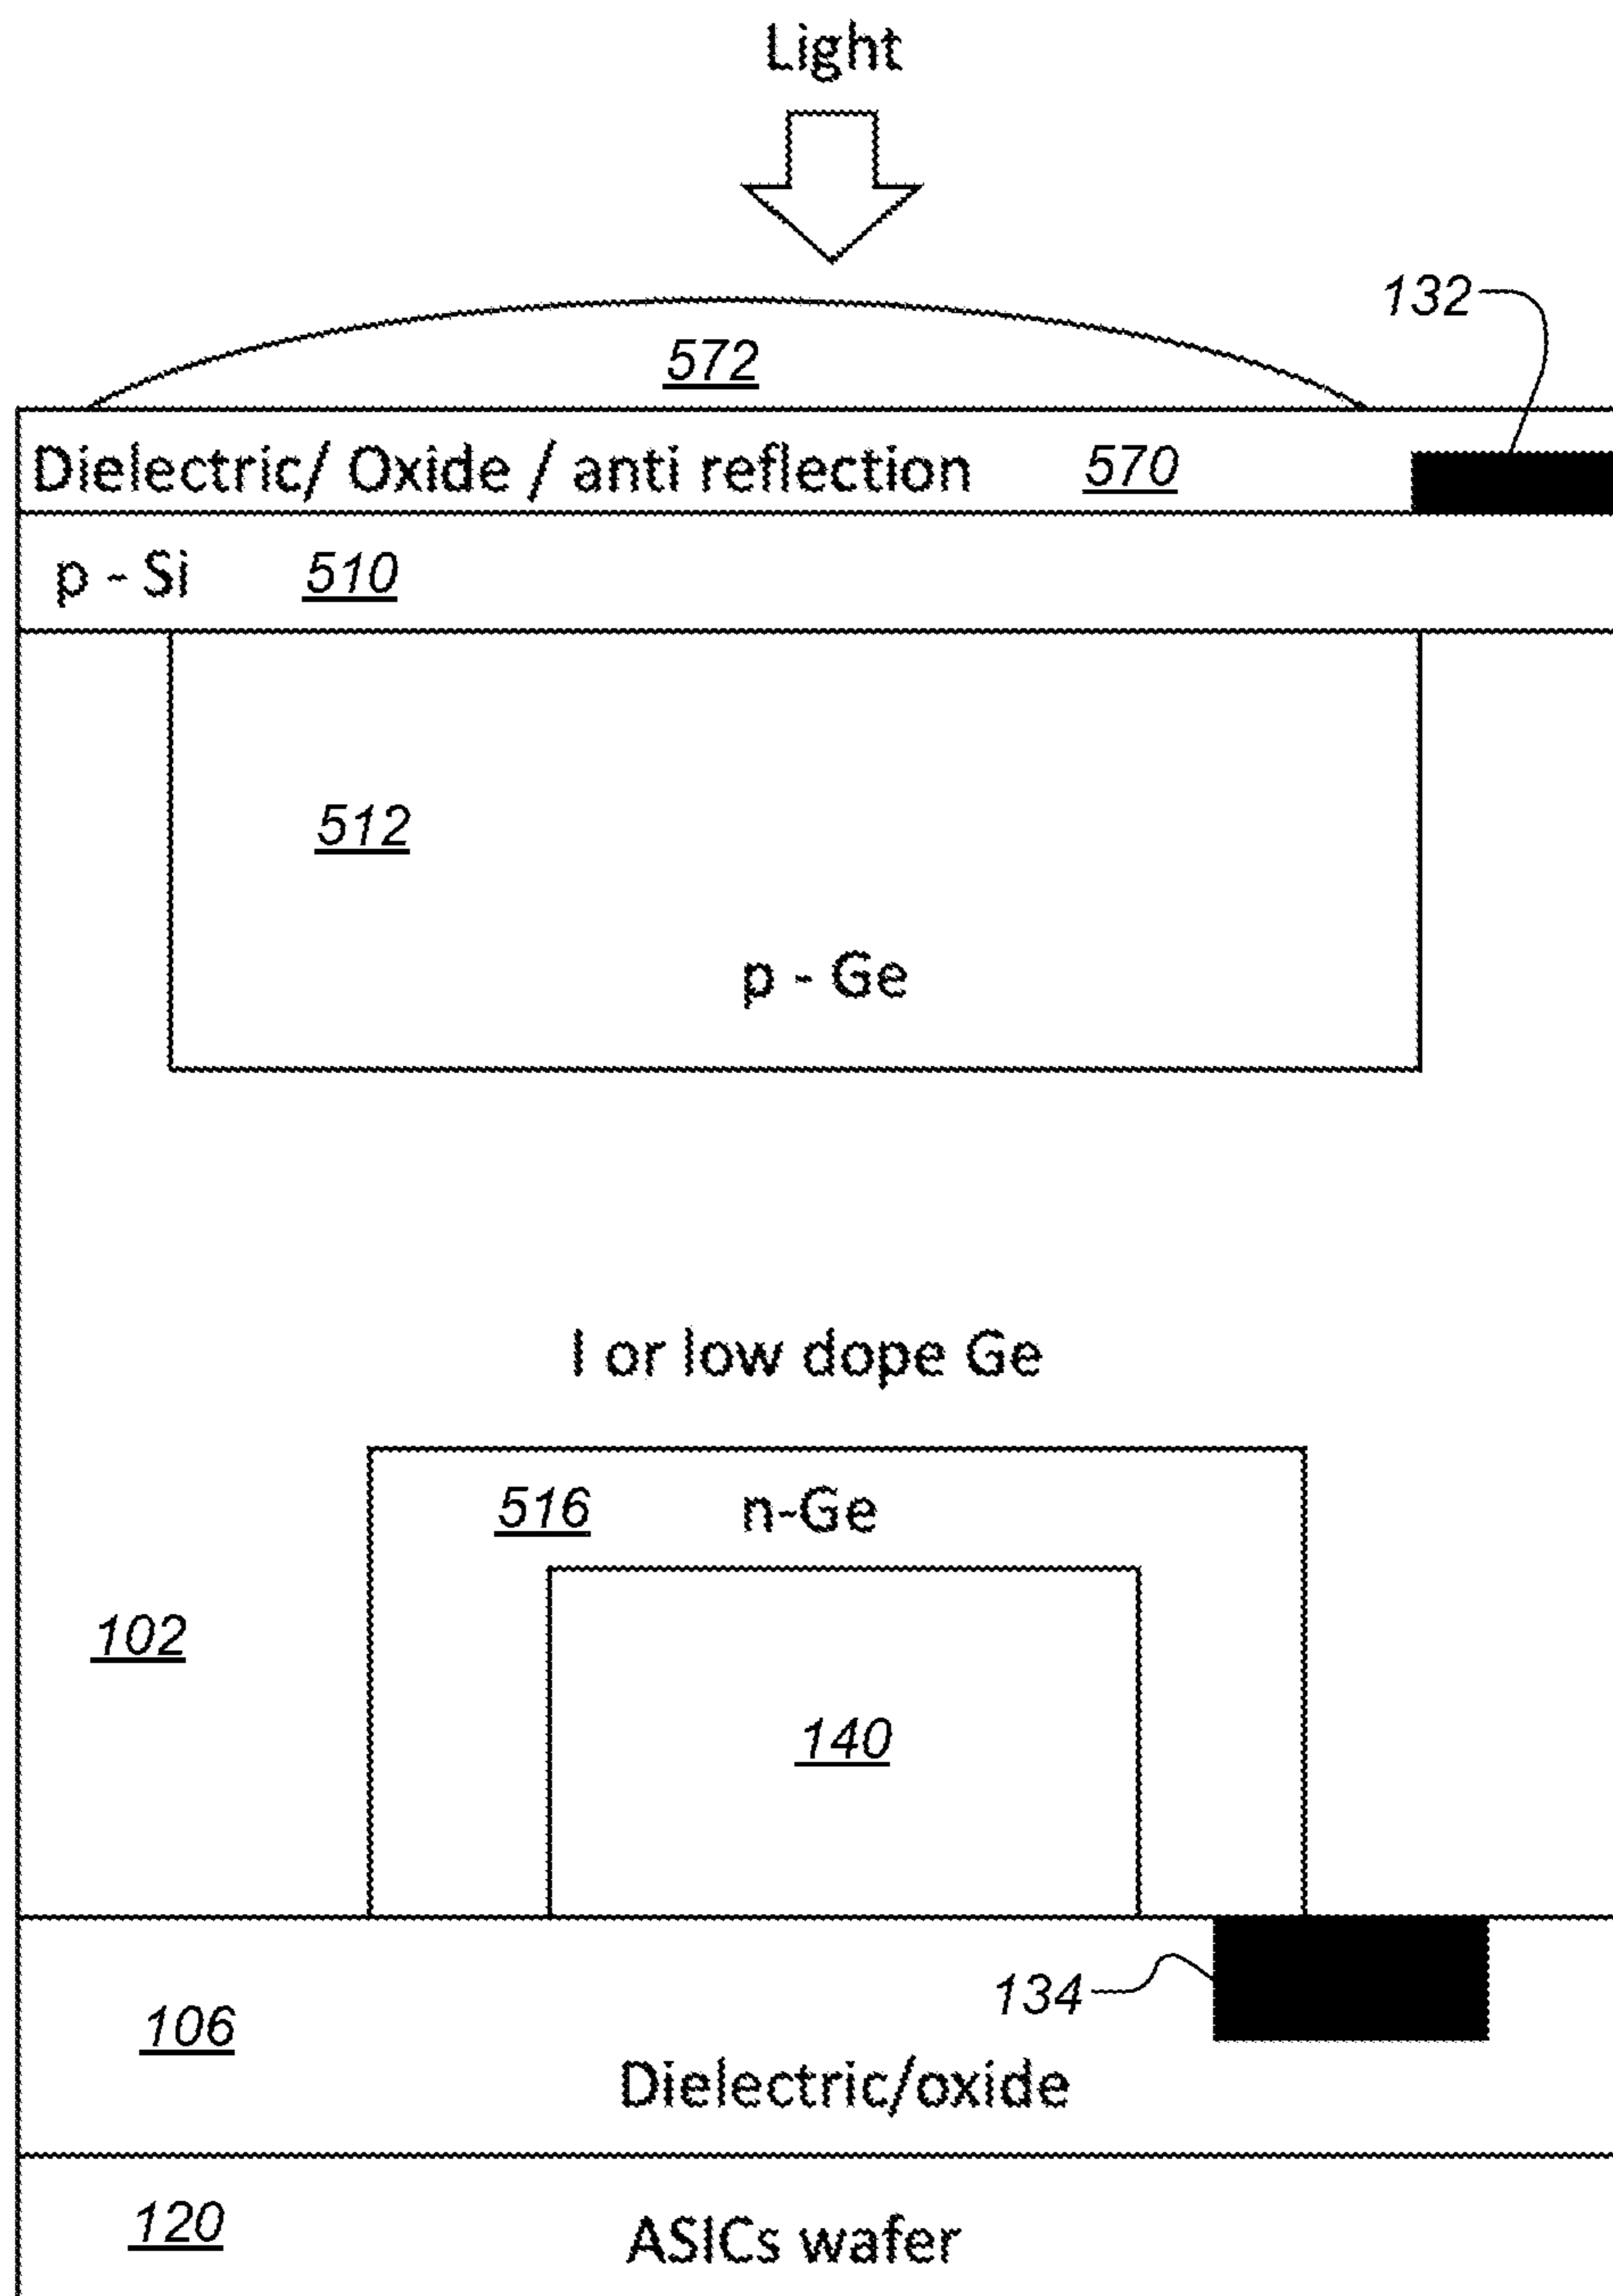 Light
132
572
Dielectric/ Oxide / anti reflection 570
p - Si 510
512
p - Ge
I or low dope Ge
516 n-Ge
102
140
134
106
Dielectric/oxide
120 ASICs wafer